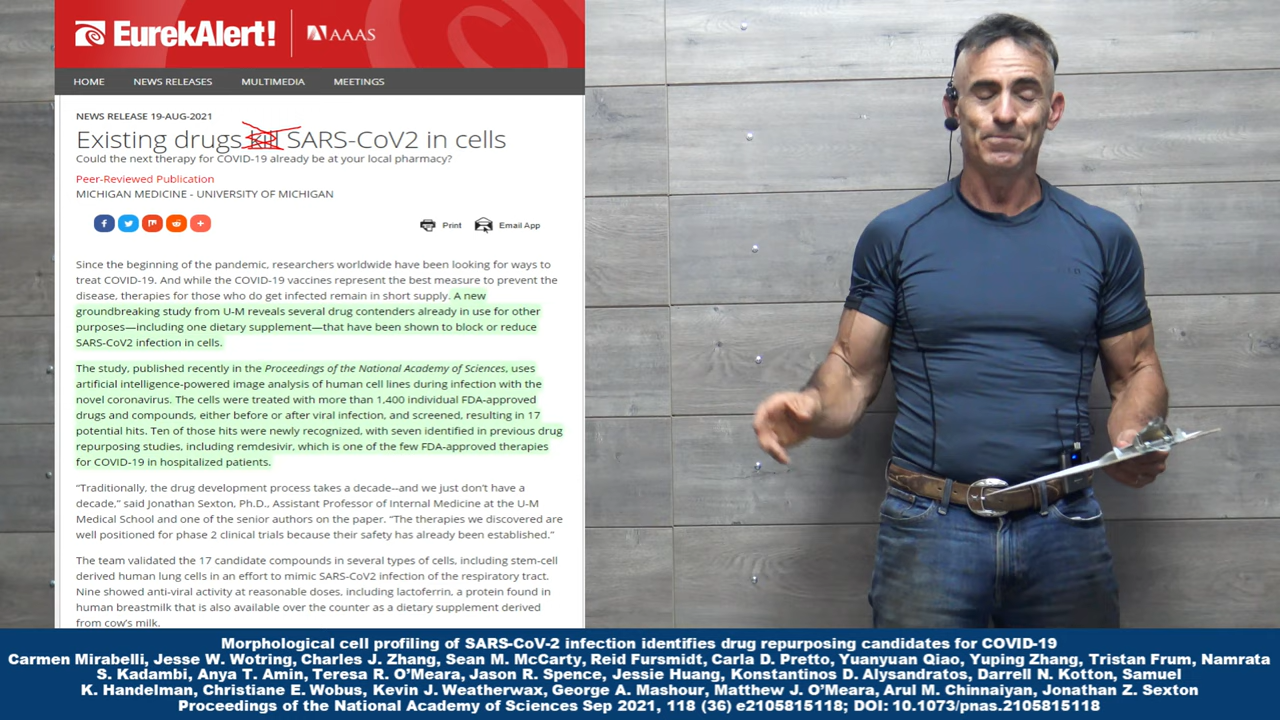 EurekAlert!
AAAS
HOME NEWS RELEASES MULTIMEDIA MEETINGS
NEWS RELEASE 19-AUG-2021
Existing drugs kill SARS-CoV2 in cells
Could the next therapy for COVID-19 already be at your local pharmacy?
Peer-Reviewed Publication
MICHIGAN MEDICINE - UNIVERSITY OF MICHIGAN
Print Email App
Since the beginning of the pandemic, researchers worldwide have been looking for ways to
treat COVID-19. And while the COVID-19 vaccines represent the best measure to prevent the
disease, therapies for those who do get infected remain in short supply. A new
groundbreaking study from U-M reveals several drug contenders already in use for other
purposes—including one dietary supplement—that have been shown to block or reduce
SARS-CoV2 infection in cells.
The study, published recently in the Proceedings of the National Academy of Sciences, uses
artificial intelligence-powered image analysis of human cell lines during infection with the
novel coronavirus. The cells were treated with more than 1,400 individual FDA-approved
drugs and compounds, either before or after viral infection, and screened, resulting in 17
potential hits. Ten of those hits were newly recognized, with seven identified in previous drug
repurposing studies, including remdesivir, which is one of the few FDA-approved therapies
for COVID-19 in hospitalized patients.
“Traditionally, the drug development process takes a decade--and we just don’t have a
decade,” said Jonathan Sexton, Ph.D., Assistant Professor of Internal Medicine at the U-M
Medical School and one of the senior authors on the paper. “The therapies we discovered are
well positioned for phase 2 clinical trials because their safety has already been established.”
The team validated the 17 candidate compounds in several types of cells, including stem-cell
derived human lung cells in an effort to mimic SARS-CoV2 infection of the respiratory tract.
Nine showed anti-viral activity at reasonable doses, including lactoferrin, a protein found in
human breastmilk that is also available over the counter as a dietary supplement derived
from cow’s milk.
Morphological cell profiling of SARS-CoV-2 infection identifies drug repurposing candidates for COVID-19
Carmen Mirabelli, Jesse W. Wotring, Charles J. Zhang, Sean M. McCarty, Reid Fursmidt, Carla D. Pretto, Yuanyuan Qiao, Yuping Zhang, Tristan Frum, Namrata
S. Kadambi, Anya T. Amin, Teresa R. O’Meara, Jason R. Spence, Jessie Huang, Konstantinos D. Alysandratos, Darrell N. Kotton, Samuel
K. Handelman, Christiane E. Wobus, Kevin J. Weatherwax, George A. Mashour, Matthew J. O’Meara, Arul M. Chinnaiyan, Jonathan Z. Sexton
Proceedings of the National Academy of Sciences Sep 2021, 118 (36) e2105815118; DOI: 10.1073/pnas.2105815118